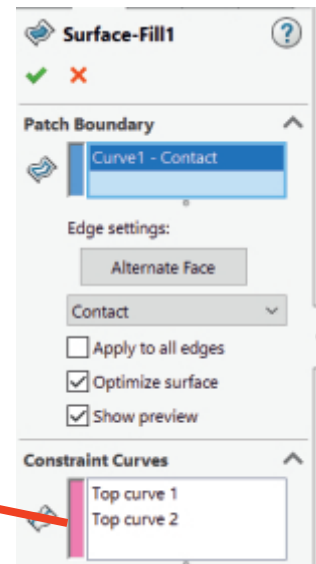 Surface-Fill1 ?
Patch Boundary
Curve1 - Contact
Edge settings:
Alternate Face
Contact
Apply to all edges
Optimize surface
Show preview
Constraint Curves
Top curve 1
Top curve 2